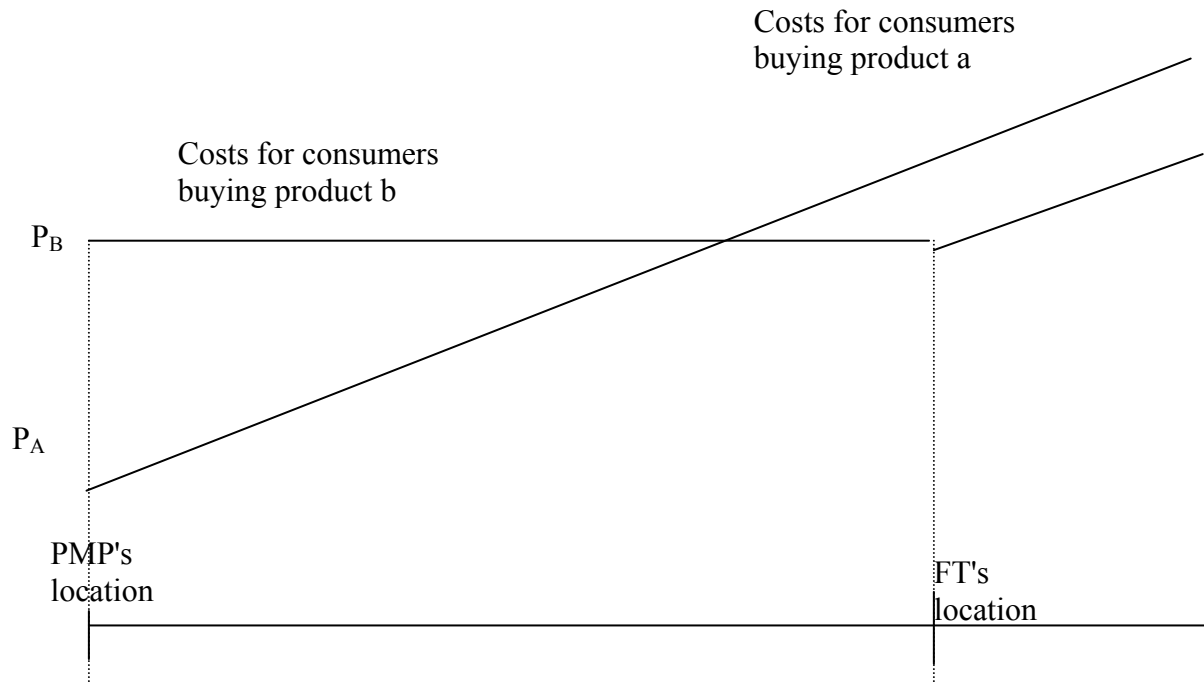 Costs for consumers
buying product a
Costs for consumers
buying product b
P_B
P_A
PMP's
location
FT's
location